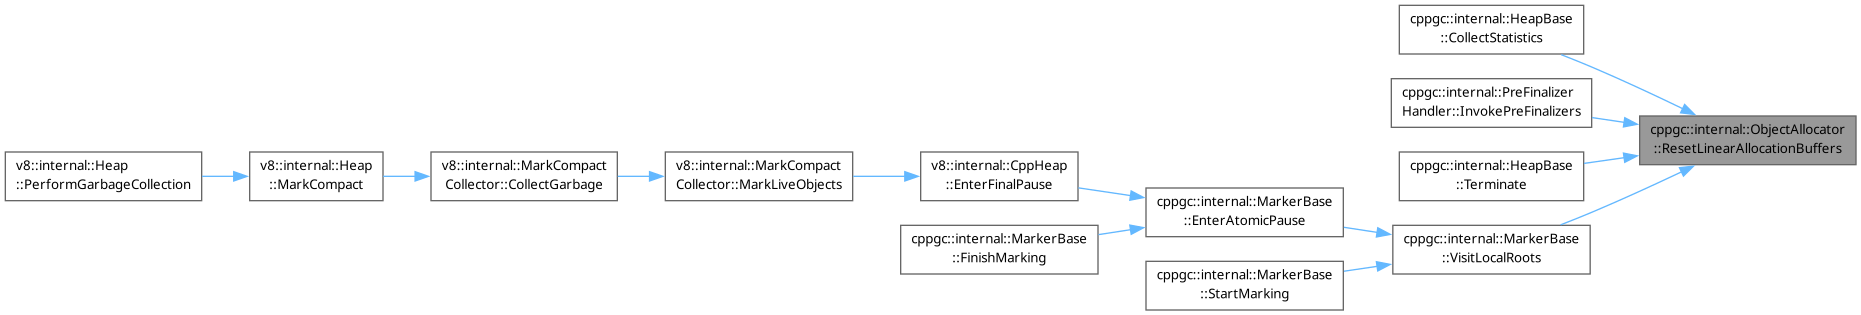 cppgc::internal::HeapBase
::CollectStatistics
cppgc::internal::PreFinalizer
Handler::InvokePreFinalizers
cppgc::internal::ObjectAllocator
::ResetLinearAllocationBuffers
v8::internal::Heap
::PerformGarbageCollection
v8::internal::Heap
::MarkCompact
v8::internal::MarkCompact
Collector::CollectGarbage
v8::internal::MarkCompact
Collector::MarkLiveObjects
v8::internal::CppHeap
::EnterFinalPause
cppgc::internal::HeapBase
::Terminate
cppgc::internal::MarkerBase
::EnterAtomicPause
cppgc::internal::MarkerBase
::FinishMarking
cppgc::internal::MarkerBase
::VisitLocalRoots
cppgc::internal::MarkerBase
::StartMarking